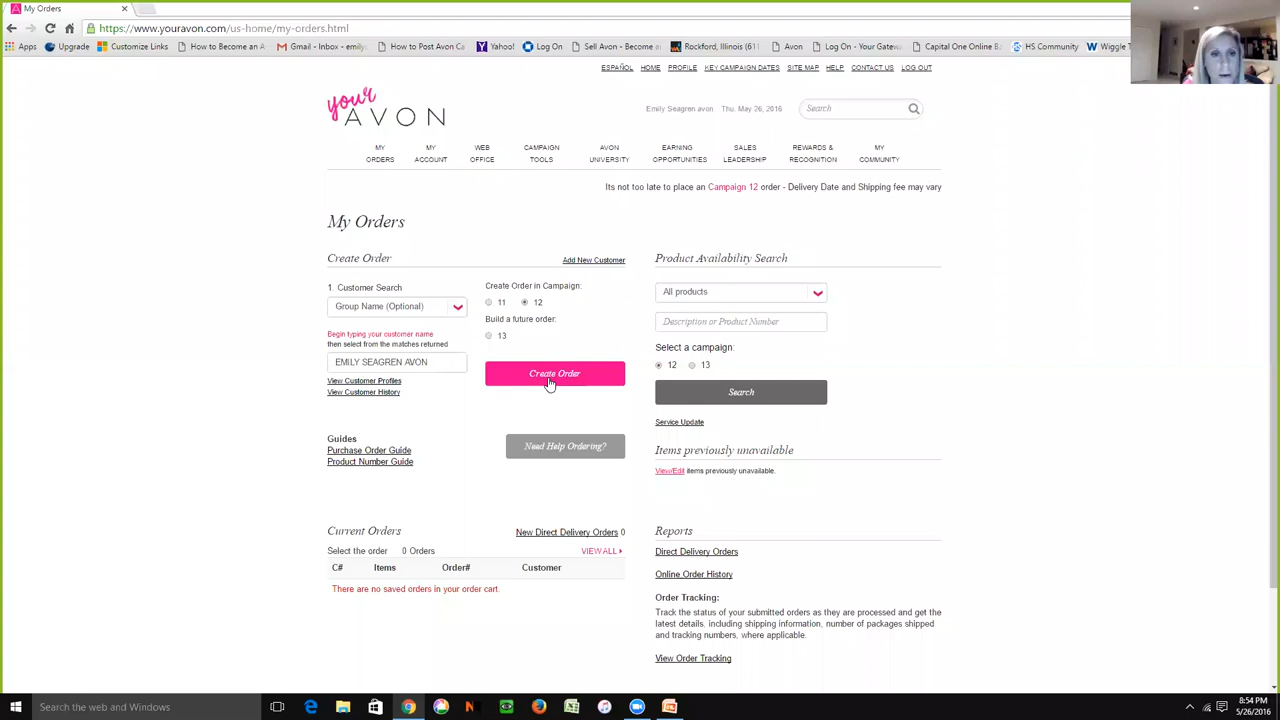 My Orders
https://www.youravon.com/us-home/my-orders.html
Apps Upgrade Customize Links How to Become an A Gmail - Inbox - emily How to Post Avon Ca Yahoo! Log On Sell Avon - Become Rockford, Illinois (61 Avon Log On - Your Gatew Capital One Online Ba HS Community Wiggle T
ESPAÑOL HOME PROFILE KEY CAMPAIGN DATES SITE MAP HELP CONTACT US LOG OUT
your AVON
Emily Seagren avon Thu. May 26, 2016 Search
MY ORDERS
MY ACCOUNT
WEB OFFICE
CAMPAIGN TOOLS
AVON UNIVERSITY
EARNING OPPORTUNITIES
SALES LEADERSHIP
REWARDS & RECOGNITION
MY COMMUNITY
Its not too late to place an Campaign 12 order - Delivery Date and Shipping fee may vary
My Orders
Create Order Add New Customer
1. Customer Search
Group Name (Optional)
Begin typing your customer name
then select from the matches returned
EMILY SEAGREN AVON
View Customer Profiles
View Customer History
Create Order in Campaign:
11 12
Build a future order:
13
Create Order
Guides
Purchase Order Guide
Product Number Guide
Need Help Ordering?
Product Availability Search
All products
Description or Product Number
Select a campaign:
12 13
Search
Service Update
Items previously unavailable
View/Edit items previously unavailable.
Current Orders New Direct Delivery Orders 0
Select the order 0 Orders VIEW ALL
C# Items Order# Customer
There are no saved orders in your order cart.
Reports
Direct Delivery Orders
Online Order History
Order Tracking:
Track the status of your submitted orders as they are processed and get the
latest details, including shipping information, number of packages shipped
and tracking numbers, where applicable.
View Order Tracking
Search the web and Windows
8:54 PM
5/26/2016